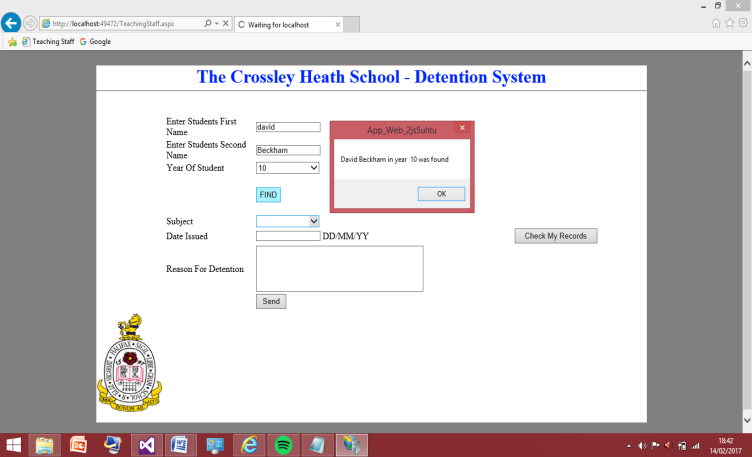 http://localhost:49472/TeachingStaff.aspx
Waiting for localhost
Teaching Staff
Google
The Crossley Heath School - Detention System
Enter Students First
Name
david
Enter Students Second
Name
Beckham
Year Of Student
10
FIND
App_Web_2js5uhtu
David Beckham in year 10 was found
OK
Subject
Date Issued
DD/MM/YY
Check My Records
Reason For Detention
Send
18:42
14/02/2017